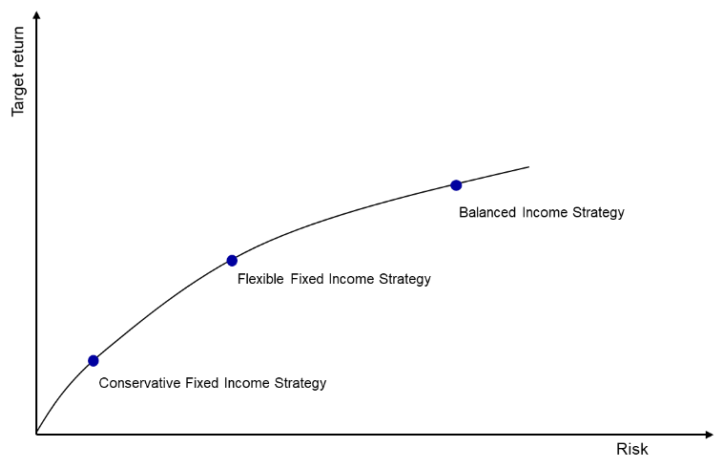 Target return
Balanced Income Strategy
Flexible Fixed Income Strategy
Conservative Fixed Income Strategy
Risk